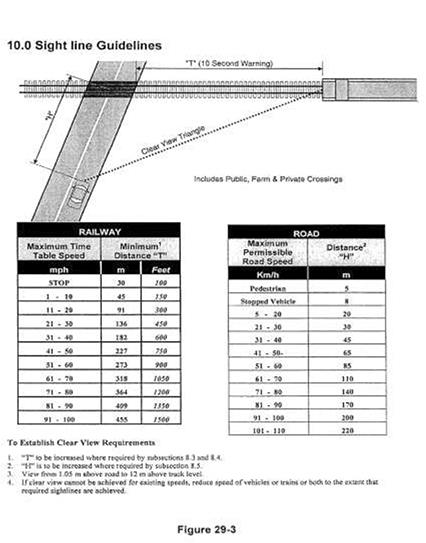 10.0 Sight line Guidelines
"T" (10 Second Warning)
"H"
Clear View Triangle
Includes Public, Farm & Private Crossings
RAILWAY
Maximum Time Table Speed Minimum¹ Distance "T"
mph m Feet
STOP 30 100
1 - 10 45 150
11 - 20 91 300
21 - 30 136 450
31 - 40 182 600
41 - 50 227 750
51 - 60 273 900
61 - 70 318 1050
71 - 80 364 1200
81 - 90 409 1350
91 - 100 455 1500
ROAD
Maximum Permissible Road Speed Distance² "H"
Km/h m
Pedestrian 5
Stopped Vehicle 8
5 - 20 20
21 - 30 30
31 - 40 45
41 - 50- 65
51 - 60 85
61 - 70 110
71 - 80 140
81 - 90 170
91 - 100 200
101 - 110 220
To Establish Clear View Requirements
1. "T" to be increased where required by subsections 8.3 and 8.4.
2. "H" is to be increased where required by subsection 8.5.
3. View from 1.05 m above road to 12 m above track level.
4. If clear view cannot be achieved for existing speeds, reduce speed of vehicles or trains or both to the extent that
required sightlines are achieved.
Figure 29-3